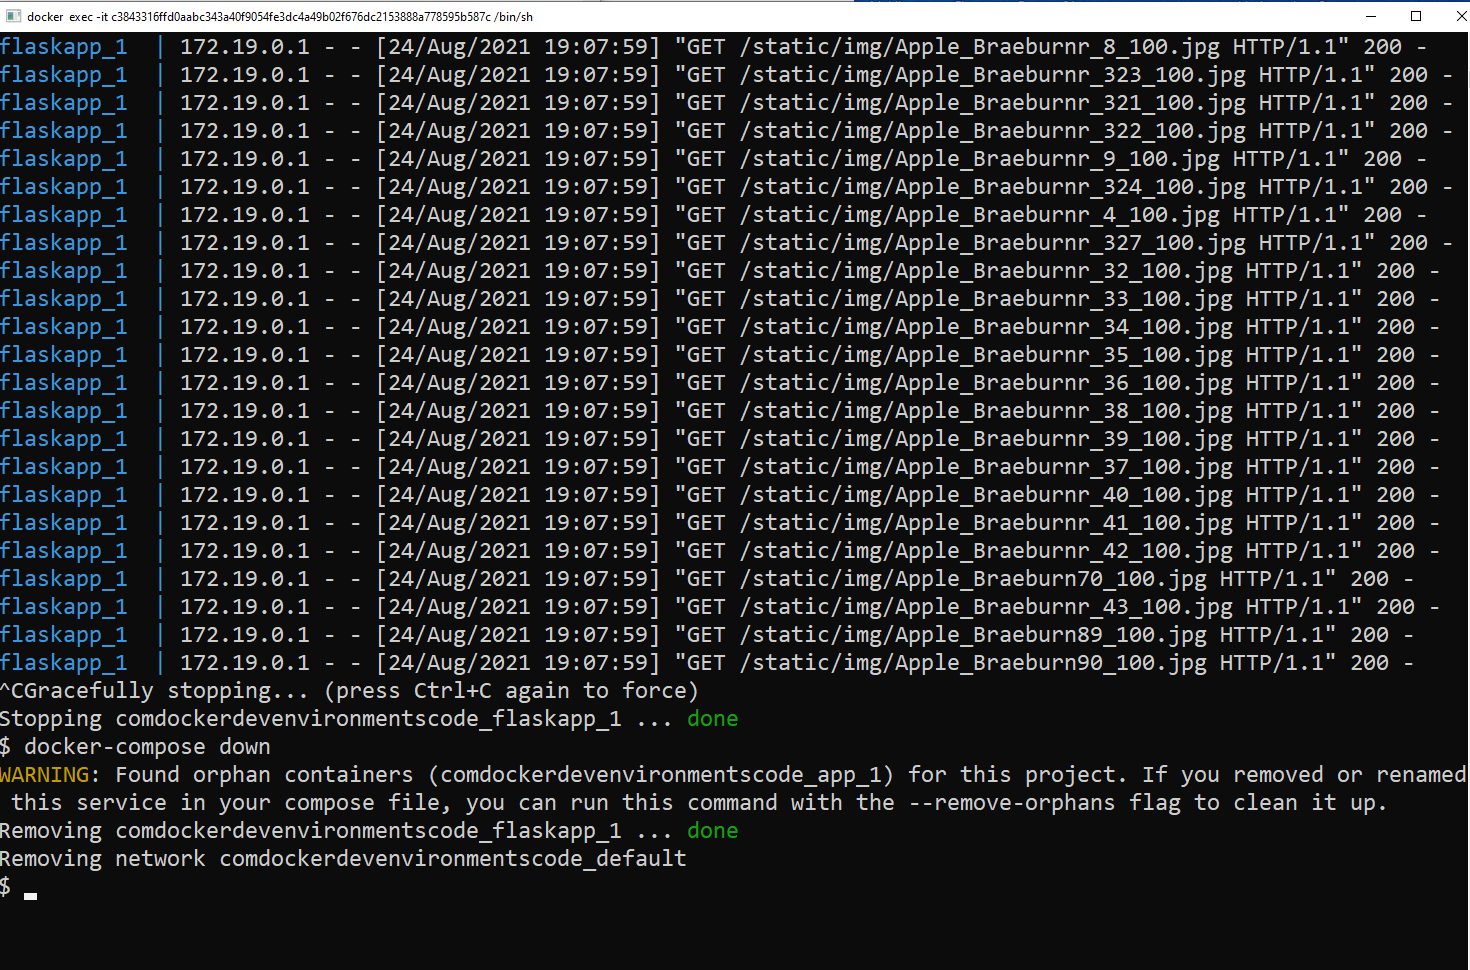 docker exec -it c3843316ffd0aabc343a40f9054fe3dc4a49b02f676dc2153888a778595b587c /bin/sh
flaskapp_1  | 172.19.0.1 - - [24/Aug/2021 19:07:59] "GET /static/img/Apple_Braeburnr_8_100.jpg HTTP/1.1" 200 -
flaskapp_1  | 172.19.0.1 - - [24/Aug/2021 19:07:59] "GET /static/img/Apple_Braeburnr_323_100.jpg HTTP/1.1" 200 -
flaskapp_1  | 172.19.0.1 - - [24/Aug/2021 19:07:59] "GET /static/img/Apple_Braeburnr_321_100.jpg HTTP/1.1" 200 -
flaskapp_1  | 172.19.0.1 - - [24/Aug/2021 19:07:59] "GET /static/img/Apple_Braeburnr_322_100.jpg HTTP/1.1" 200 -
flaskapp_1  | 172.19.0.1 - - [24/Aug/2021 19:07:59] "GET /static/img/Apple_Braeburnr_9_100.jpg HTTP/1.1" 200 -
flaskapp_1  | 172.19.0.1 - - [24/Aug/2021 19:07:59] "GET /static/img/Apple_Braeburnr_324_100.jpg HTTP/1.1" 200 -
flaskapp_1  | 172.19.0.1 - - [24/Aug/2021 19:07:59] "GET /static/img/Apple_Braeburnr_4_100.jpg HTTP/1.1" 200 -
flaskapp_1  | 172.19.0.1 - - [24/Aug/2021 19:07:59] "GET /static/img/Apple_Braeburnr_327_100.jpg HTTP/1.1" 200 -
flaskapp_1  | 172.19.0.1 - - [24/Aug/2021 19:07:59] "GET /static/img/Apple_Braeburnr_32_100.jpg HTTP/1.1" 200 -
flaskapp_1  | 172.19.0.1 - - [24/Aug/2021 19:07:59] "GET /static/img/Apple_Braeburnr_33_100.jpg HTTP/1.1" 200 -
flaskapp_1  | 172.19.0.1 - - [24/Aug/2021 19:07:59] "GET /static/img/Apple_Braeburnr_34_100.jpg HTTP/1.1" 200 -
flaskapp_1  | 172.19.0.1 - - [24/Aug/2021 19:07:59] "GET /static/img/Apple_Braeburnr_35_100.jpg HTTP/1.1" 200 -
flaskapp_1  | 172.19.0.1 - - [24/Aug/2021 19:07:59] "GET /static/img/Apple_Braeburnr_36_100.jpg HTTP/1.1" 200 -
flaskapp_1  | 172.19.0.1 - - [24/Aug/2021 19:07:59] "GET /static/img/Apple_Braeburnr_38_100.jpg HTTP/1.1" 200 -
flaskapp_1  | 172.19.0.1 - - [24/Aug/2021 19:07:59] "GET /static/img/Apple_Braeburnr_39_100.jpg HTTP/1.1" 200 -
flaskapp_1  | 172.19.0.1 - - [24/Aug/2021 19:07:59] "GET /static/img/Apple_Braeburnr_37_100.jpg HTTP/1.1" 200 -
flaskapp_1  | 172.19.0.1 - - [24/Aug/2021 19:07:59] "GET /static/img/Apple_Braeburnr_40_100.jpg HTTP/1.1" 200 -
flaskapp_1  | 172.19.0.1 - - [24/Aug/2021 19:07:59] "GET /static/img/Apple_Braeburnr_41_100.jpg HTTP/1.1" 200 -
flaskapp_1  | 172.19.0.1 - - [24/Aug/2021 19:07:59] "GET /static/img/Apple_Braeburnr_42_100.jpg HTTP/1.1" 200 -
flaskapp_1  | 172.19.0.1 - - [24/Aug/2021 19:07:59] "GET /static/img/Apple_Braeburn70_100.jpg HTTP/1.1" 200 -
flaskapp_1  | 172.19.0.1 - - [24/Aug/2021 19:07:59] "GET /static/img/Apple_Braeburnr_43_100.jpg HTTP/1.1" 200 -
flaskapp_1  | 172.19.0.1 - - [24/Aug/2021 19:07:59] "GET /static/img/Apple_Braeburn89_100.jpg HTTP/1.1" 200 -
flaskapp_1  | 172.19.0.1 - - [24/Aug/2021 19:07:59] "GET /static/img/Apple_Braeburn90_100.jpg HTTP/1.1" 200 -
^CGracefully stopping... (press Ctrl+C again to force)
Stopping comdockerdevenvironmentscode_flaskapp_1 ... done
$ docker-compose down
WARNING: Found orphan containers (comdockerdevenvironmentscode_app_1) for this project. If you removed or renamed
this service in your compose file, you can run this command with the --remove-orphans flag to clean it up.
Removing comdockerdevenvironmentscode_flaskapp_1 ... done
Removing network comdockerdevenvironmentscode_default
$